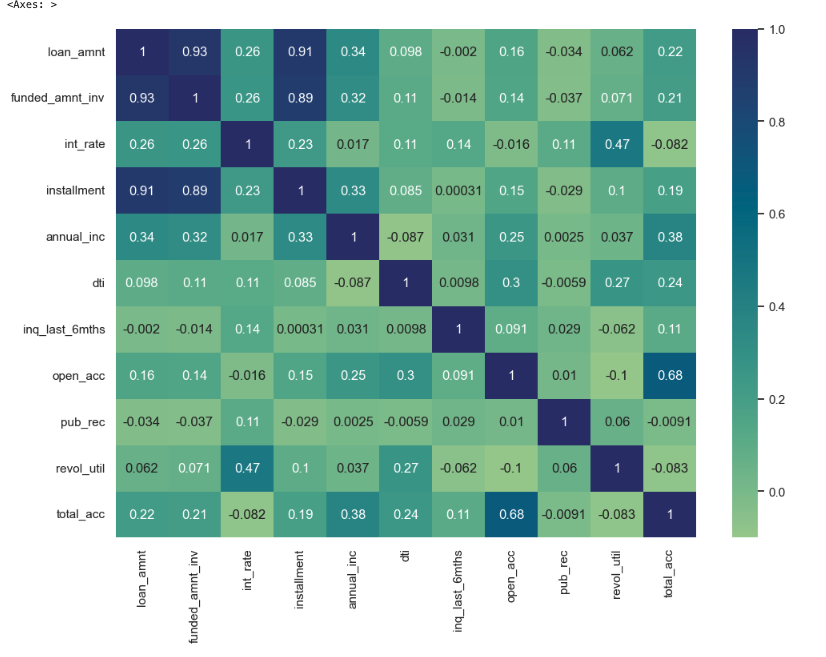 <Axes: >
loan_amnt 1 0.93 0.26 0.91 0.34 0.098 -0.002 0.16 -0.034 0.062 0.22
funded_amnt_inv 0.93 1 0.26 0.89 0.32 0.11 -0.014 0.14 -0.037 0.071 0.21
int_rate 0.26 0.26 1 0.23 0.017 0.11 0.14 -0.016 0.11 0.47 -0.082
installment 0.91 0.89 0.23 1 0.33 0.085 0.00031 0.15 -0.029 0.1 0.19
annual_inc 0.34 0.32 0.017 0.33 1 -0.087 0.031 0.25 0.0025 0.037 0.38
dti 0.098 0.11 0.11 0.085 -0.087 1 0.0098 0.3 -0.0059 0.27 0.24
inq_last_6mths -0.002 -0.014 0.14 0.00031 0.031 0.0098 1 0.091 0.029 -0.062 0.11
open_acc 0.16 0.14 -0.016 0.15 0.25 0.3 0.091 1 0.01 -0.1 0.68
pub_rec -0.034 -0.037 0.11 -0.029 0.0025 -0.0059 0.029 0.01 1 0.06 -0.0091
revol_util 0.062 0.071 0.47 0.1 0.037 0.27 -0.062 -0.1 0.06 1 -0.083
total_acc 0.22 0.21 -0.082 0.19 0.38 0.24 0.11 0.68 -0.0091 -0.083 1
loan_amnt
funded_amnt_inv
int_rate
installment
annual_inc
dti
inq_last_6mths
open_acc
pub_rec
revol_util
total_acc
1.0
0.8
0.6
0.4
0.2
0.0